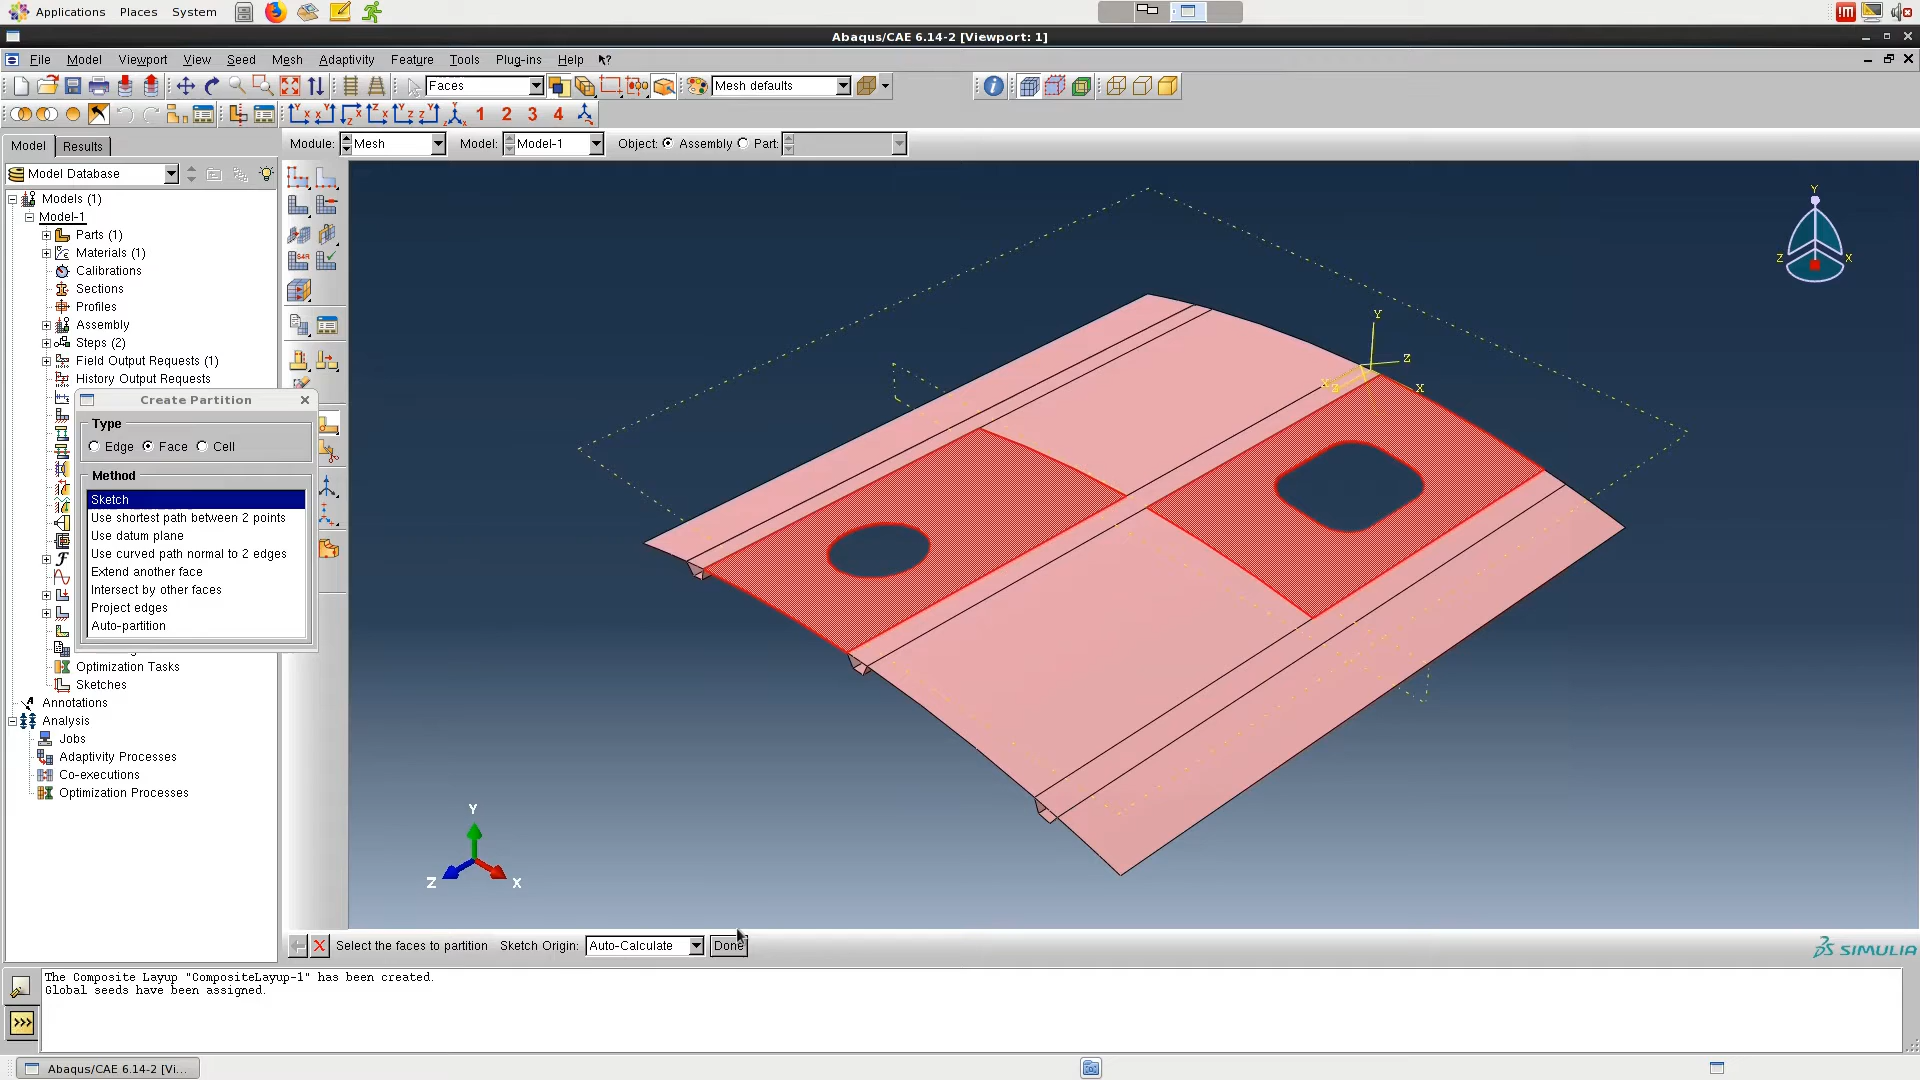 Applications Places System
Abaqus/CAE 6.14-2 [Viewport: 1]
File Model Viewport View Seed Mesh Adaptivity Feature Tools Plug-ins Help
Faces
Mesh defaults
1 2 3 4
Model Results
Module: Mesh Model: Model-1 Object: Assembly Part:
Model Database
Models (1)
Model-1
Parts (1)
Materials (1)
Calibrations
Sections
Profiles
Assembly
Steps (2)
Field Output Requests (1)
History Output Requests
Create Partition
Type
Edge Face Cell
Method
Sketch
Use shortest path between 2 points
Use datum plane
Use curved path normal to 2 edges
Extend another face
Intersect by other faces
Project edges
Auto-partition
Optimization Tasks
Sketches
Annotations
Analysis
Jobs
Adaptivity Processes
Co-executions
Optimization Processes
Y
Z X
Y
Z
X
X
Z
Y
Z X
Select the faces to partition Sketch Origin: Auto-Calculate Done
SIMULIA
The Composite Layup "CompositeLayup-1" has been created.
Global seeds have been assigned.
>>>
Abaqus/CAE 6.14-2 [Vi...